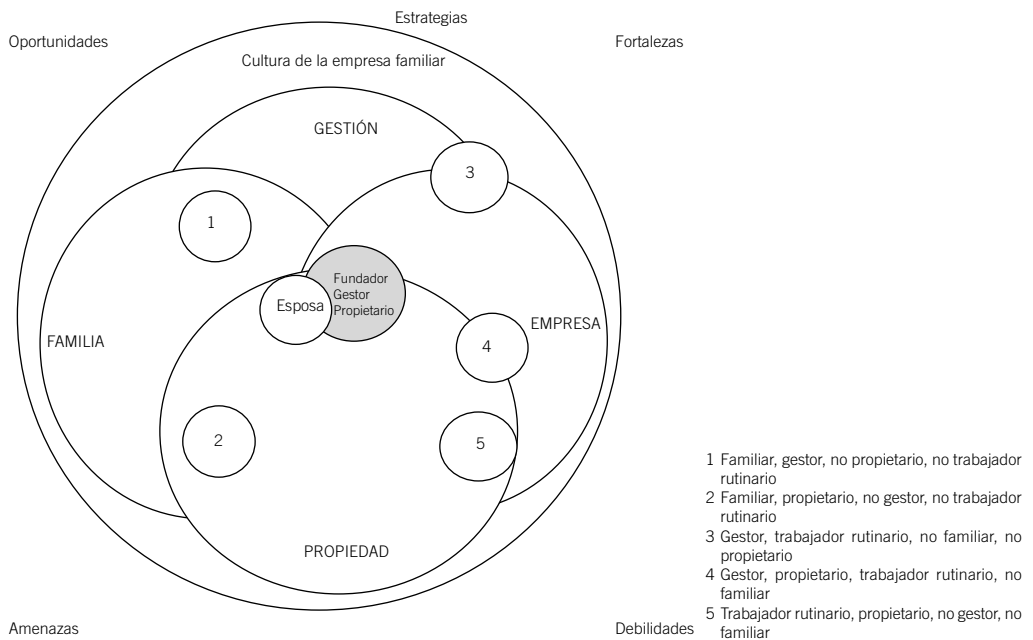 Estrategias
Oportunidades
Fortalezas
Cultura de la empresa familiar
GESTIÓN
3
1
Fundador
Gestor
Propietario
Esposa
EMPRESA
FAMILIA
4
2
5
PROPIEDAD
1 Familiar, gestor, no propietario, no trabajador
rutinario
2 Familiar, propietario, no gestor, no trabajador
rutinario
3 Gestor, trabajador rutinario, no familiar, no
propietario
4 Gestor, propietario, trabajador rutinario, no
familiar
5 Trabajador rutinario, propietario, no gestor, no
familiar
Amenazas
Debilidades